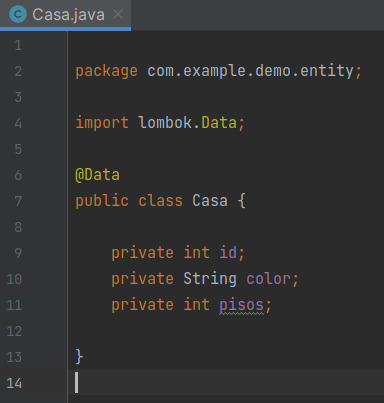 Casa.java
1
2 package com.example.demo.entity;
3
4 import lombok.Data;
5
6 @Data
7 public class Casa {
8
9 private int id;
10 private String color;
11 private int pisos;
12
13 }
14